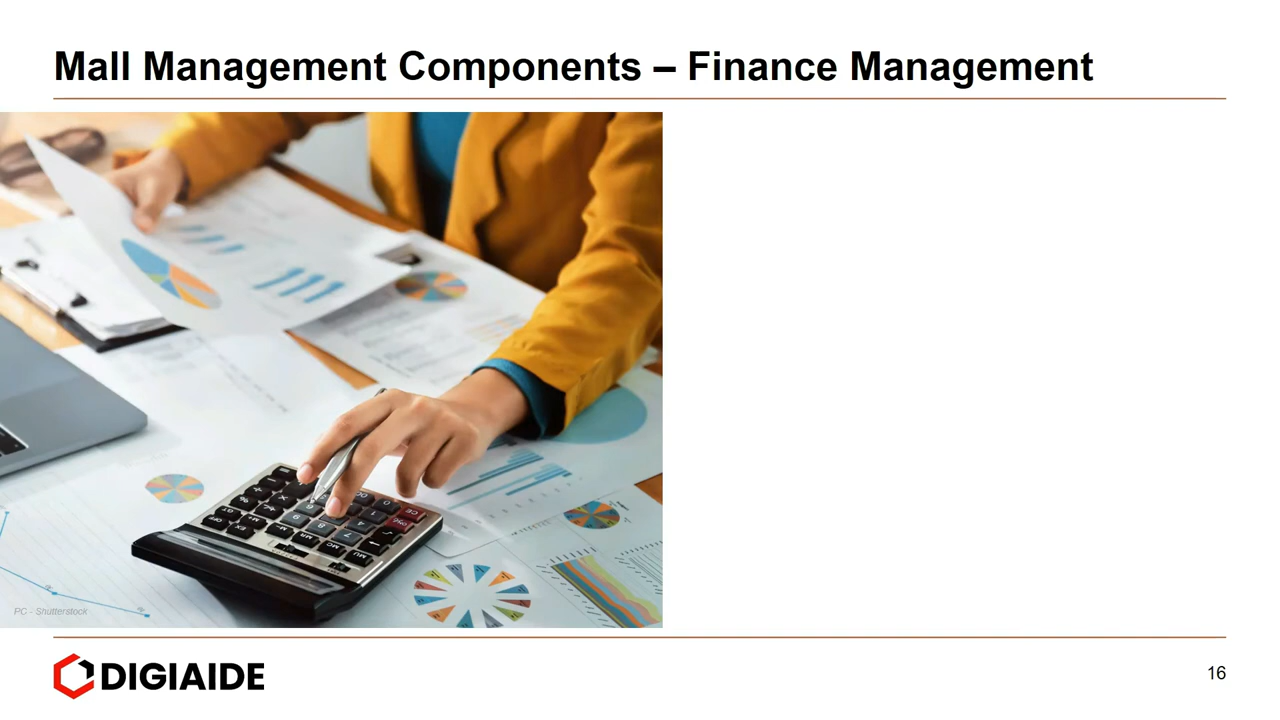 Mall Management Components – Finance Management
PC - Shutterstock
DIGIAIDE
16